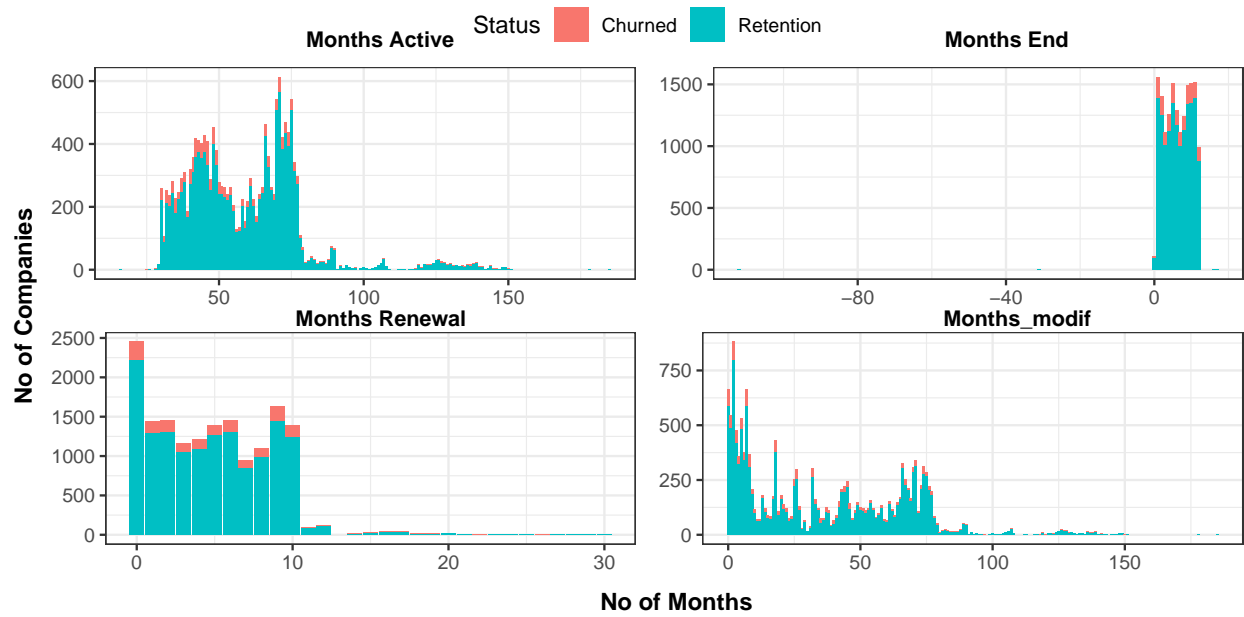 Status Churned Retention
Months Active
Months End
600
400
200
0
50 100 150
1500
1000
500
0
−80 −40 0
Months Renewal
Months_modif
2500
2000
1500
1000
500
0
0 10 20 30
750
500
250
0
0 50 100 150
No of Companies
No of Months